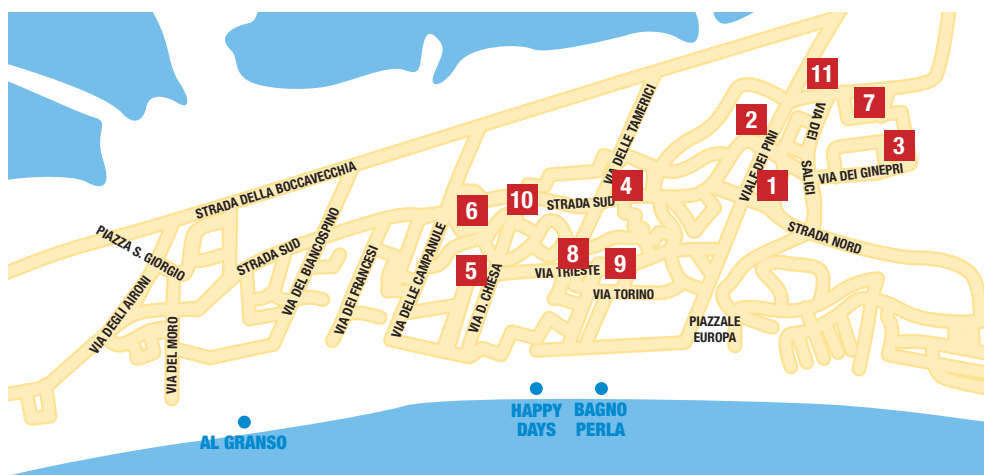 11
7
2
VIA DEI
SALICI
3
VIA DELLE TAMERICI
VIALE DEI PINI
STRADA DELLA BOCCAVECCHIA
1
VIA DEI GINEPRI
4
10
STRADA SUD
6
PIAZZA S. GIORGIO
STRADA SUD
STRADA NORD
VIA DEL BIANCOSPINO
VIA DEI FRANCESI
VIA DELLE CAMPANULE
8
9
5
VIA D. CHIESA
VIA TRIESTE
VIA TORINO
VIA DEGLI AIRONI
VIA DEL MORO
PIAZZALE
EUROPA
HAPPY
DAYS
BAGNO
PERLA
AL GRANSO